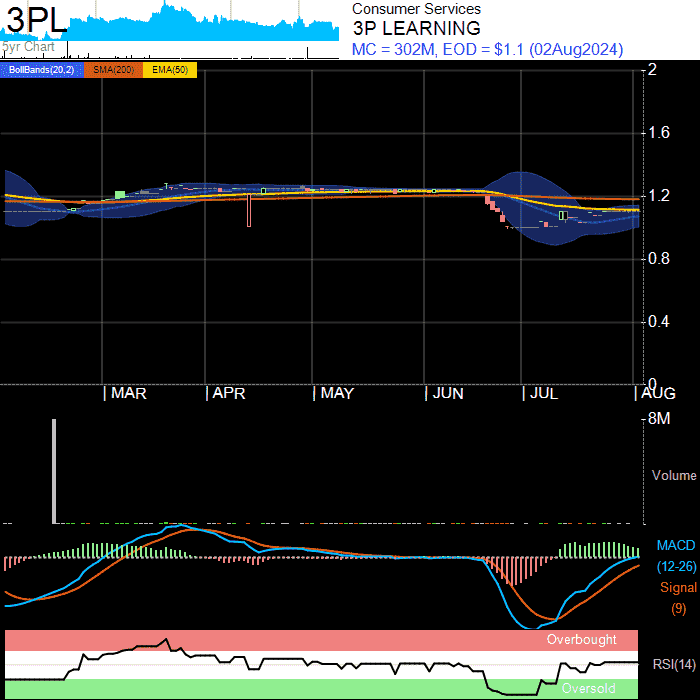 3PL
5yr Chart
Consumer Services
3P LEARNING
MC = 302M, EOD = $1.1 (02Aug2024)
BollBands(20,2) SMA(200) EMA(50)
2
1.6
1.2
0.8
0.4
0
MAR APR MAY JUN JUL AUG
8M
Volume
MACD
(12-26)
Signal
(9)
Overbought
RSI(14)
Oversold